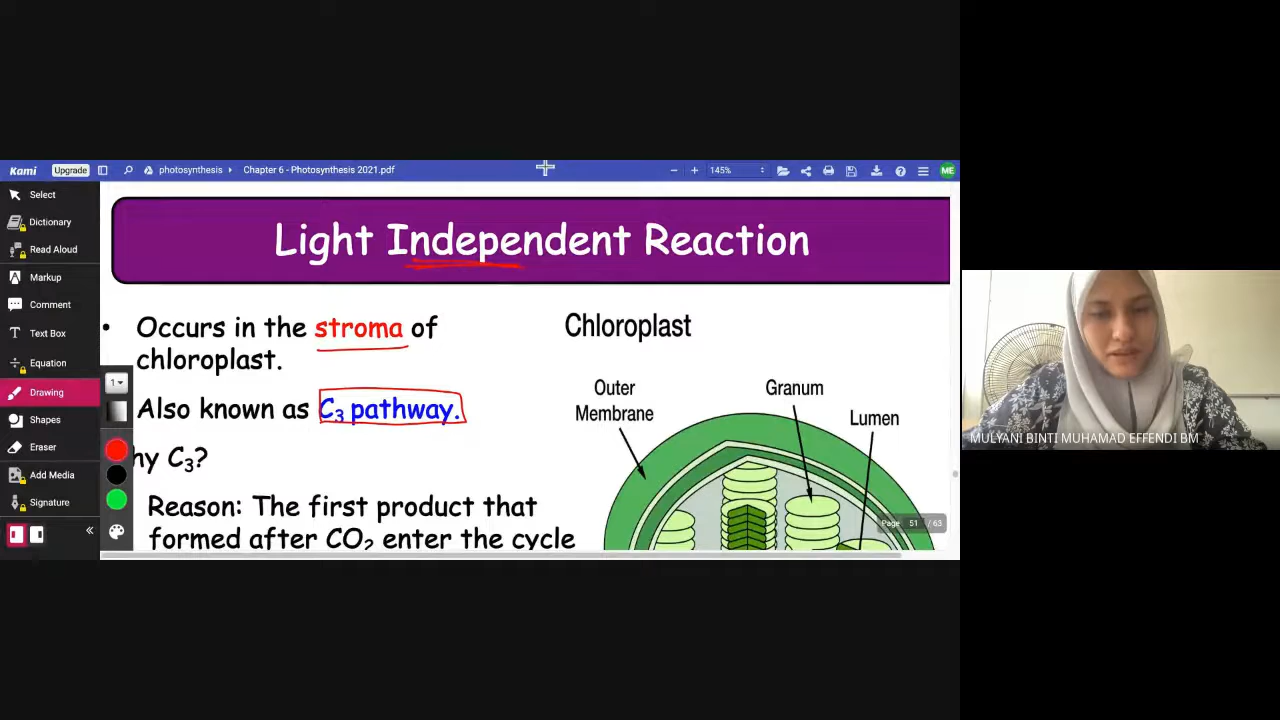 Kami
Upgrade
photosynthesis
Chapter 6 - Photosynthesis 2021.pdf
145%
ME
Select
Dictionary
Read Aloud
Markup
Comment
Text Box
Equation
Drawing
Shapes
Eraser
Add Media
Signature
1
Light Independent Reaction
• Occurs in the stroma of
chloroplast.
Also known as C₃ pathway.
hy C₃?
Reason: The first product that
formed after CO₂ enter the cycle
Chloroplast
Outer
Membrane
Granum
Lumen
Page 51 / 63
MULYANI BINTI MUHAMAD EFFENDI BM